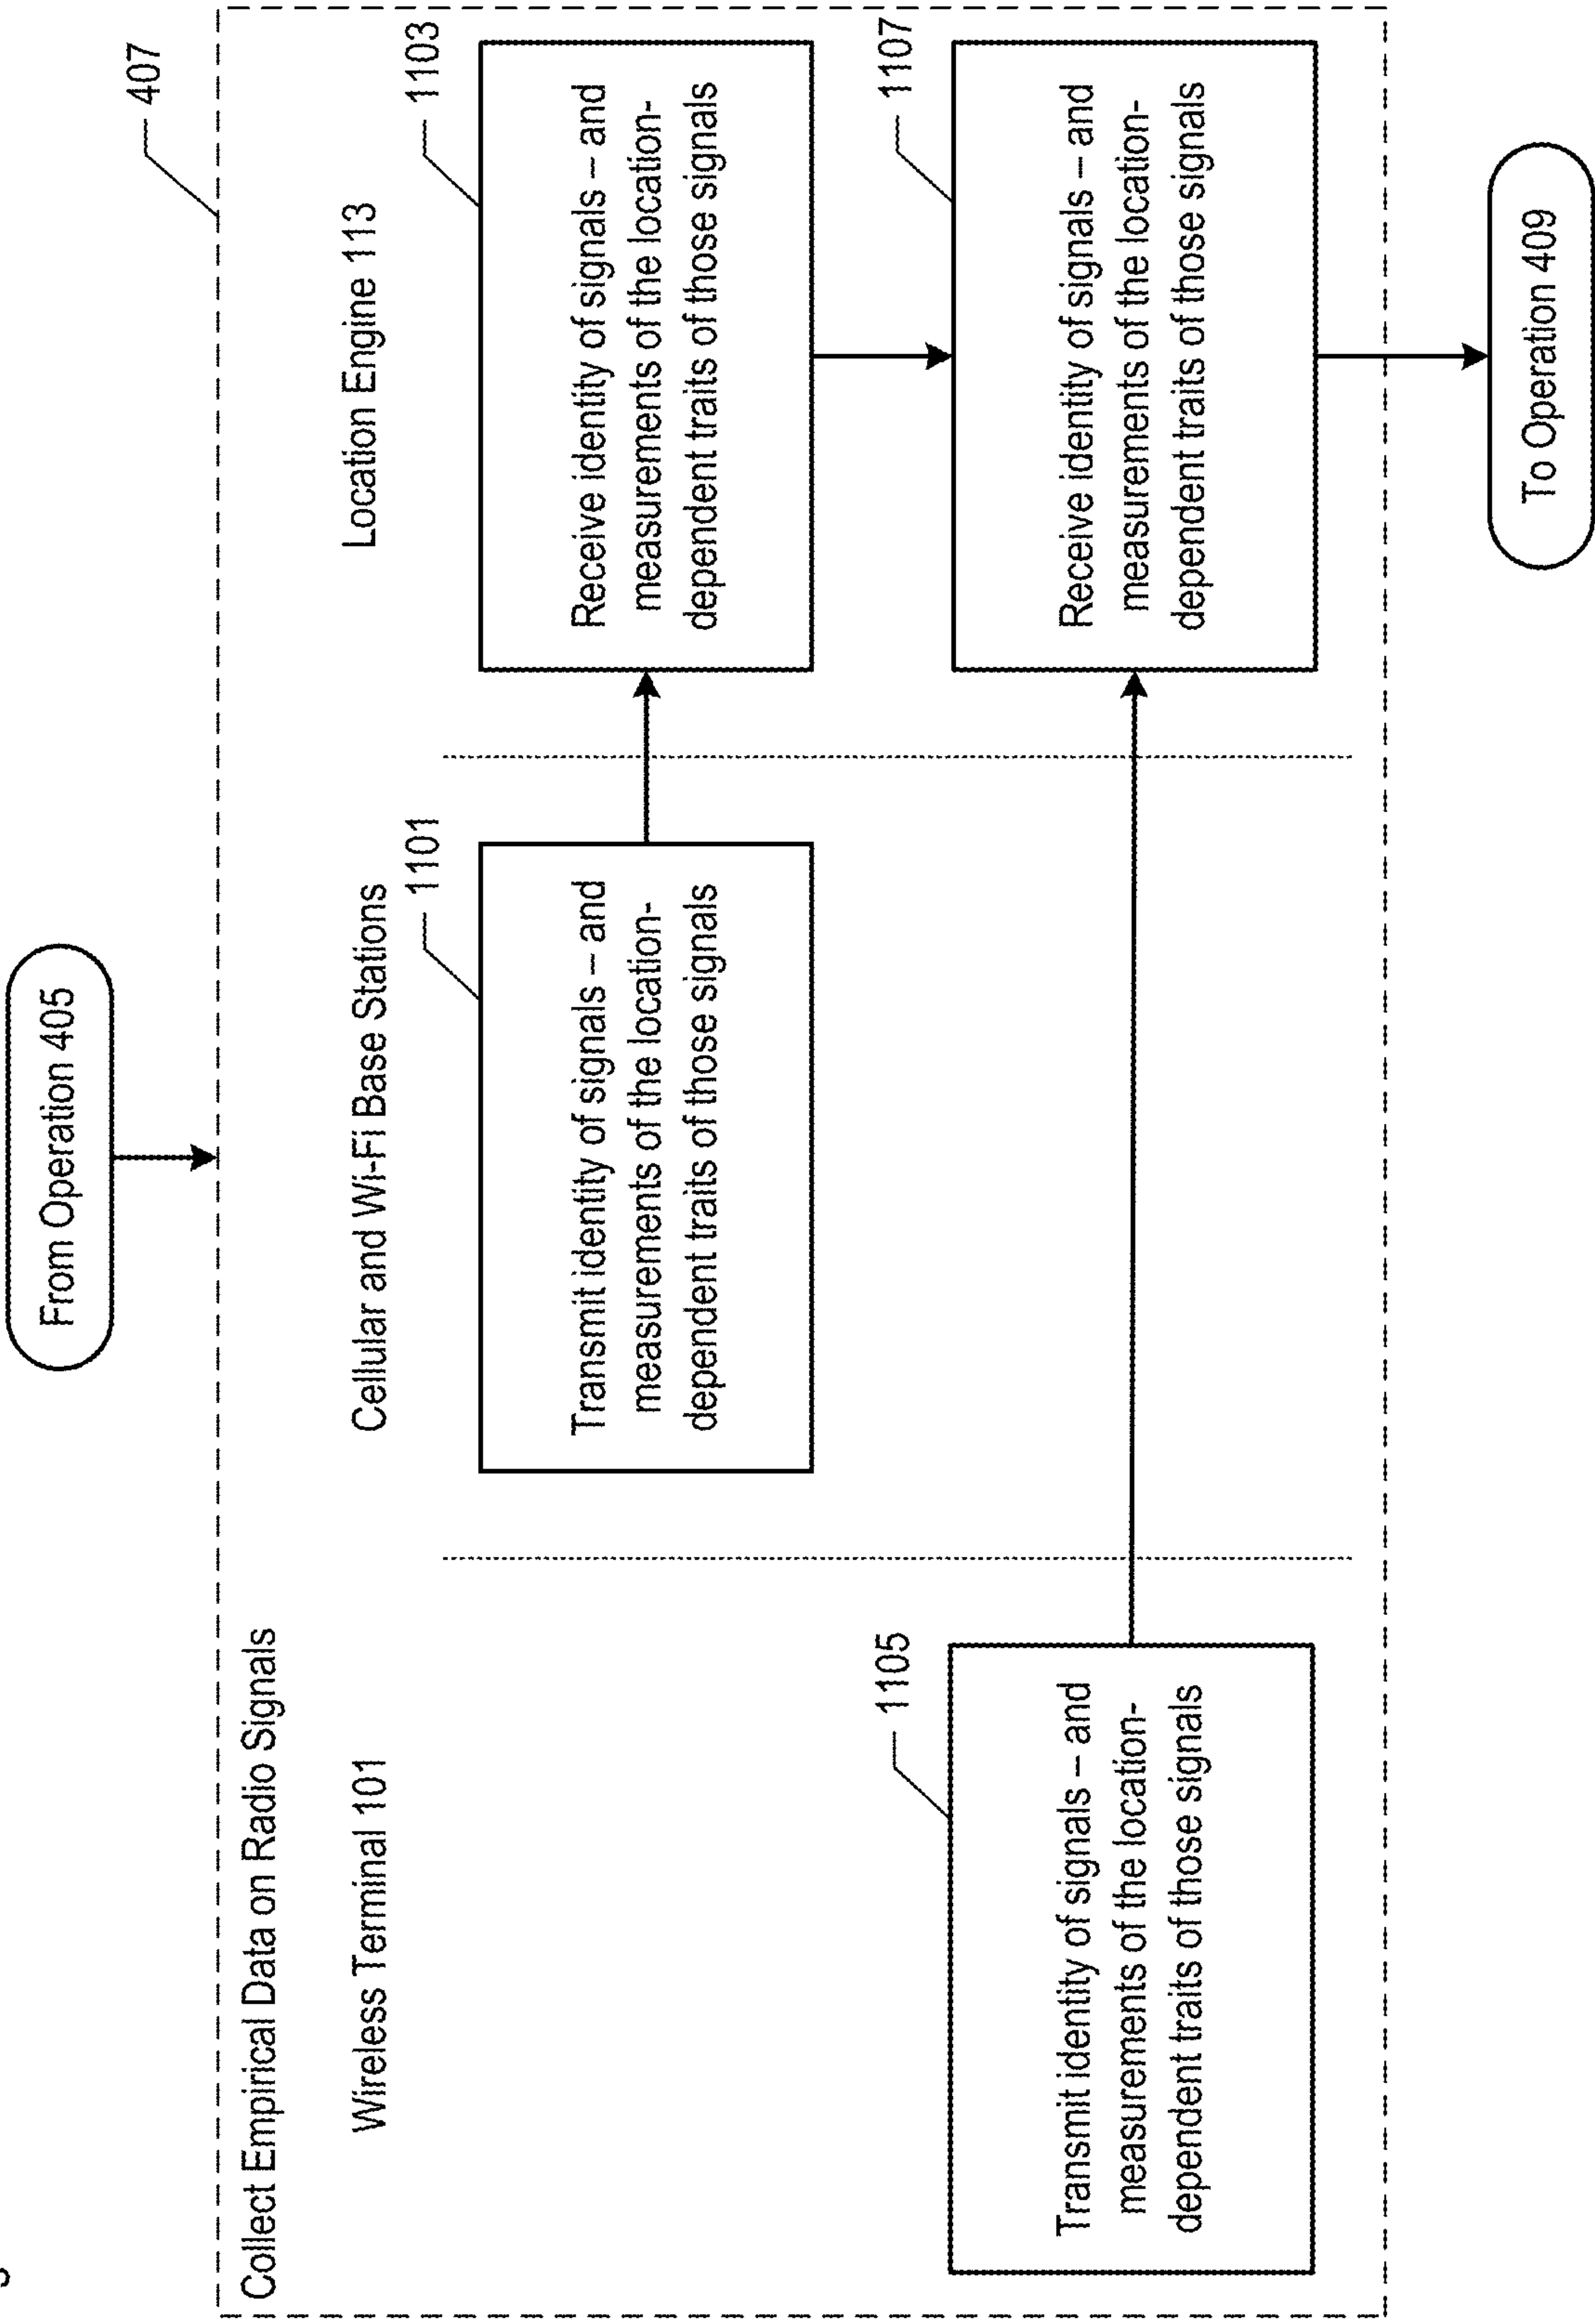 From Operation 405
407
Collect Empirical Data on Radio Signals
Wireless Terminal 101
Cellular and Wi-Fi Base Stations
Location Engine 113
1101
Transmit identity of signals – and
measurements of the location-
dependent traits of those signals
1103
Receive identity of signals – and
measurements of the location-
dependent traits of those signals
1105
Transmit identity of signals – and
measurements of the location-
dependent traits of those signals
1107
Receive identity of signals – and
measurements of the location-
dependent traits of those signals
To Operation 409